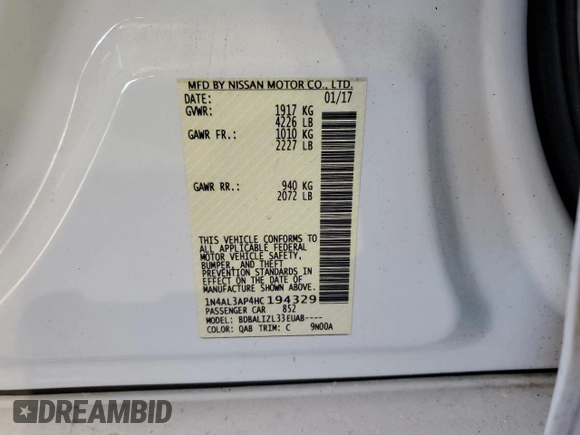 MFD BY NISSAN MOTOR CO., LTD.
DATE: 01/17
GVWR: 1917 KG
4226 LB
GAWR FR.: 1010 KG
2227 LB
GAWR RR.: 940 KG
2072 LB
THIS VEHICLE CONFORMS TO
ALL APPLICABLE FEDERAL
MOTOR VEHICLE SAFETY,
BUMPER, AND THEFT
PREVENTION STANDARDS IN
EFFECT ON THE DATE OF
MANUFACTURE SHOWN ABOVE.
1N4AL3AP4HC194329
PASSENGER CAR 852
MODEL: BDBALIZL33EUAB----
COLOR: QAB TRIM: C 9N00A
DREAMBID